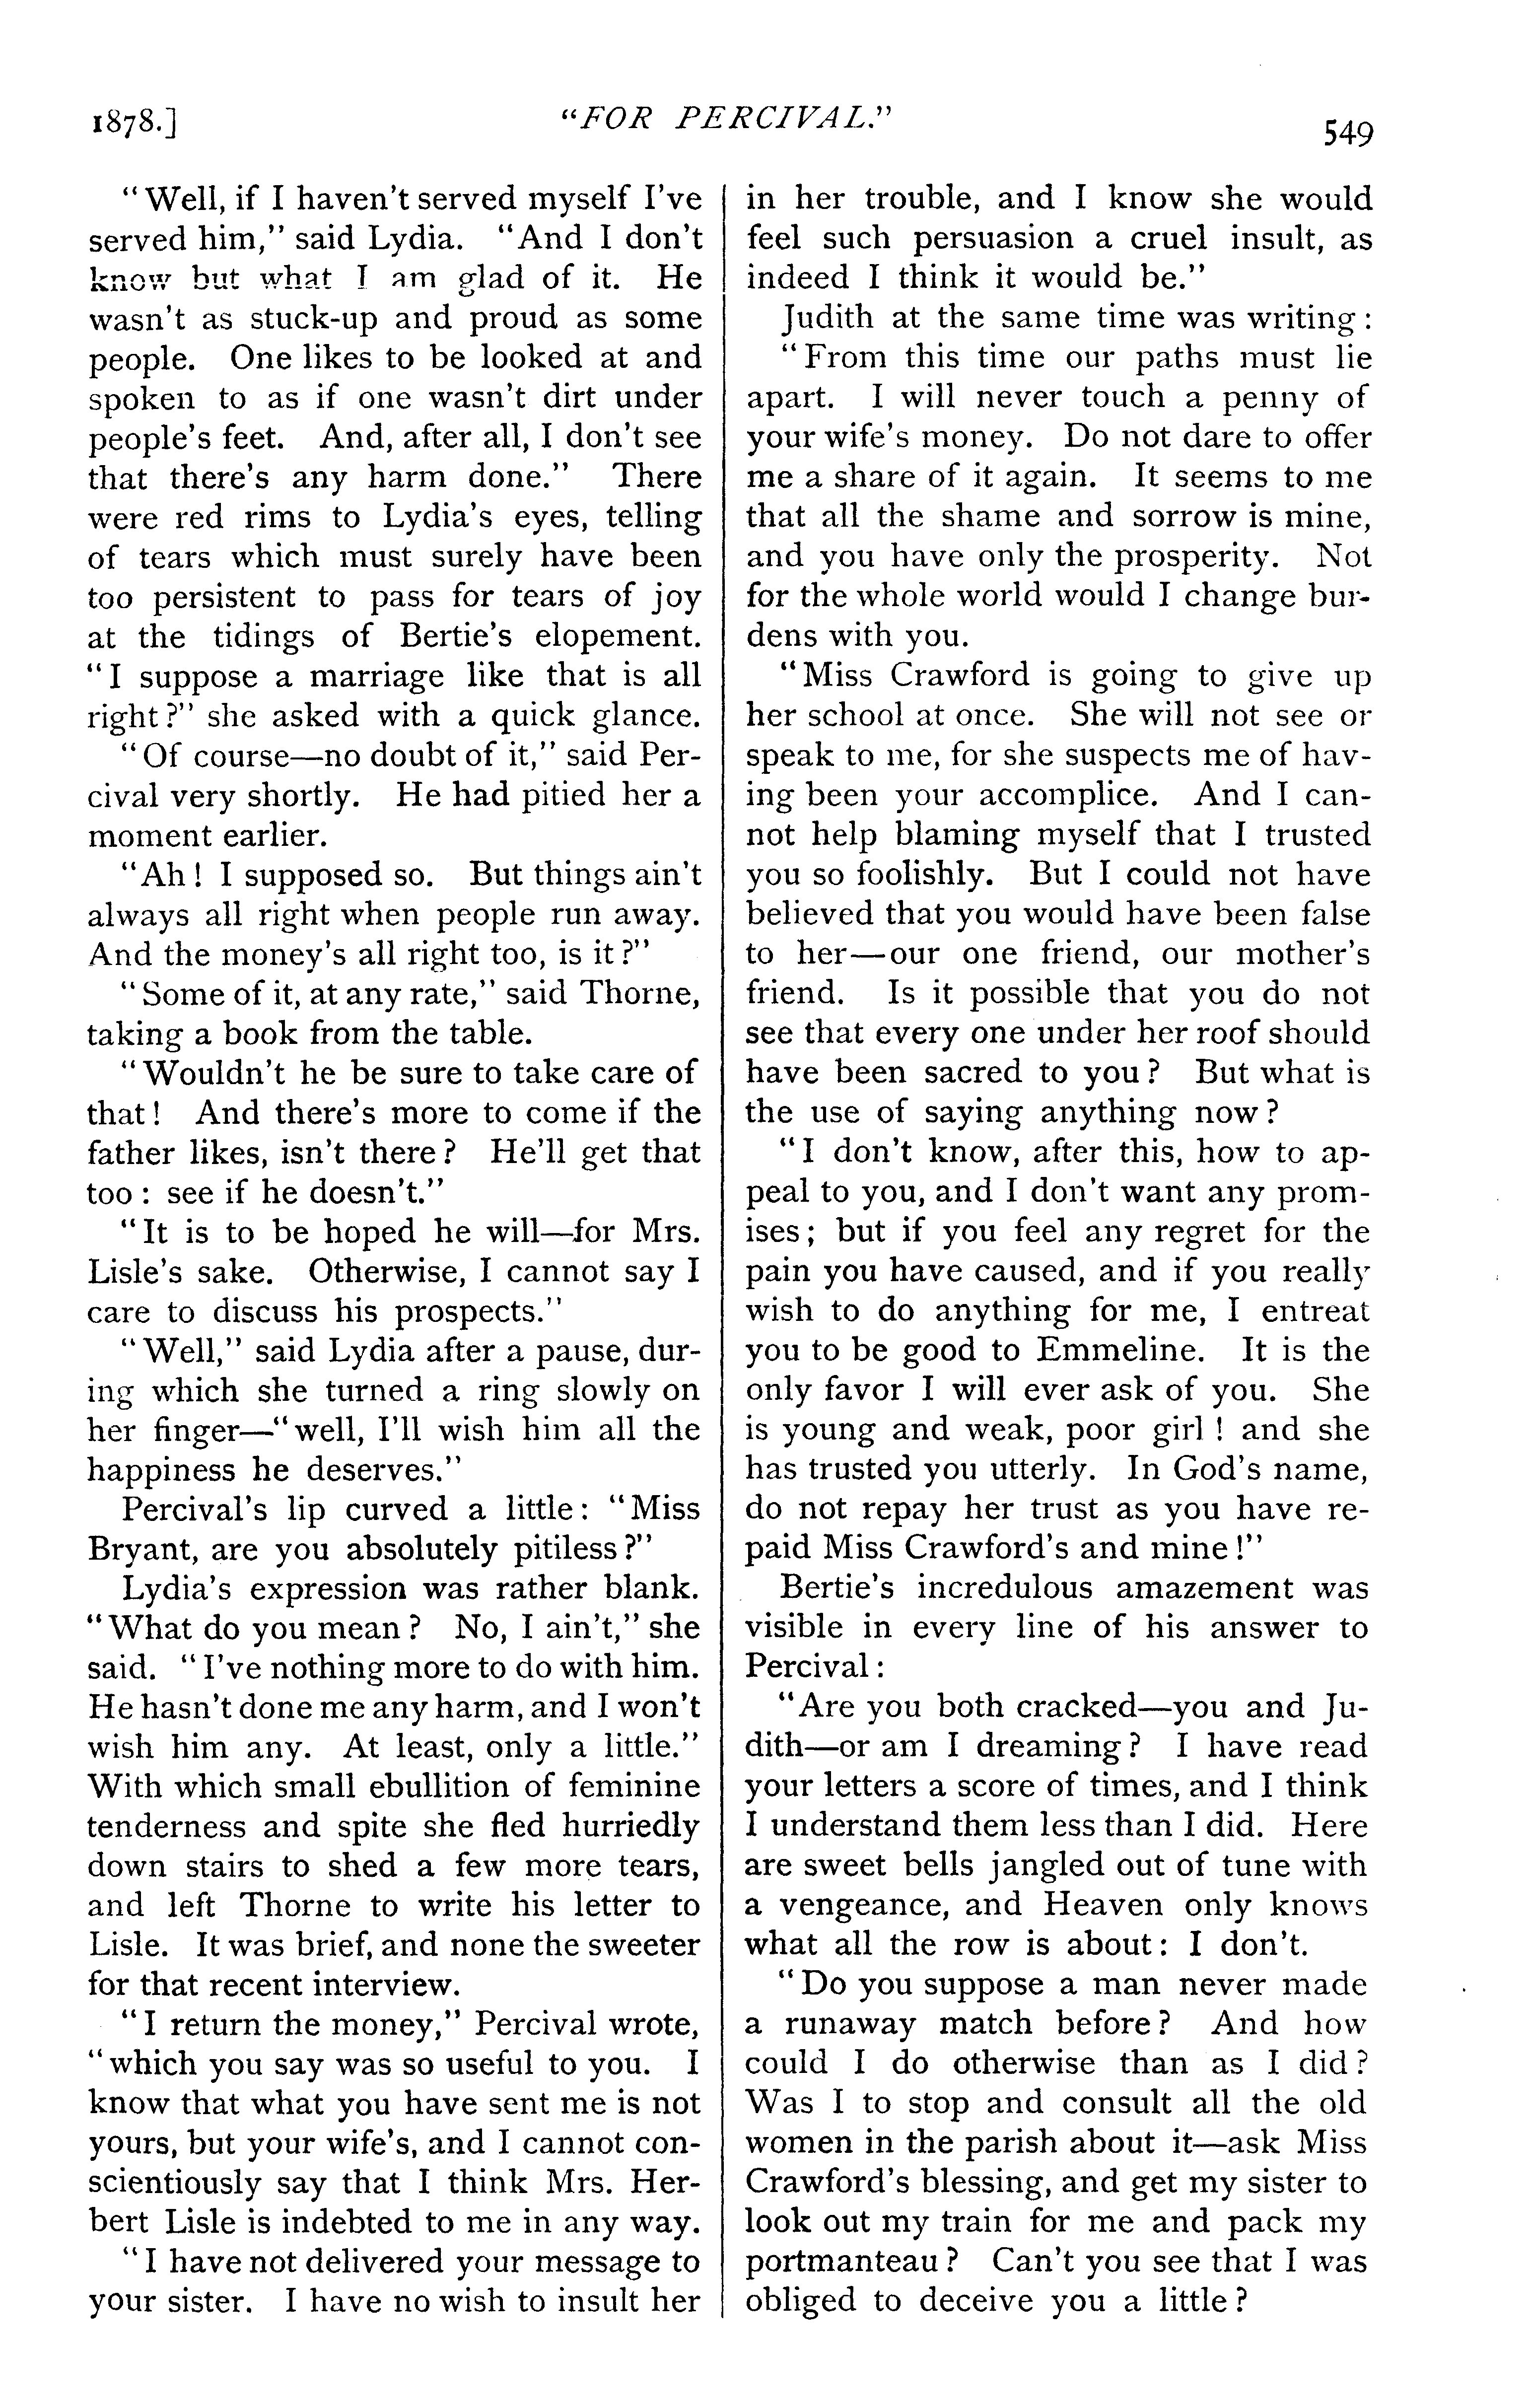 1878.] "FOR PERCIVAL." 549
"Well, if I haven't served myself I've
served him," said Lydia. "And I don't
know but what I am glad of it. He
wasn't as stuck-up and proud as some
people. One likes to be looked at and
spoken to as if one wasn't dirt under
people's feet. And, after all, I don't see
that there's any harm done." There
were red rims to Lydia's eyes, telling
of tears which must surely have been
too persistent to pass for tears of joy
at the tidings of Bertie's elopement.
"I suppose a marriage like that is all
right?" she asked with a quick glance.
"Of course—no doubt of it," said Per-
cival very shortly. He had pitied her a
moment earlier.
"Ah! I supposed so. But things ain't
always all right when people run away.
And the money's all right too, is it?"
"Some of it, at any rate," said Thorne,
taking a book from the table.
"Wouldn't he be sure to take care of
that! And there's more to come if the
father likes, isn't there? He'll get that
too: see if he doesn't."
"It is to be hoped he will—for Mrs.
Lisle's sake. Otherwise, I cannot say I
care to discuss his prospects."
"Well," said Lydia after a pause, dur-
ing which she turned a ring slowly on
her finger—"well, I'll wish him all the
happiness he deserves."
Percival's lip curved a little: "Miss
Bryant, are you absolutely pitiless?"
Lydia's expression was rather blank.
"What do you mean? No, I ain't," she
said. "I've nothing more to do with him.
He hasn't done me any harm, and I won't
wish him any. At least, only a little."
With which small ebullition of feminine
tenderness and spite she fled hurriedly
down stairs to shed a few more tears,
and left Thorne to write his letter to
Lisle. It was brief, and none the sweeter
for that recent interview.
"I return the money," Percival wrote,
"which you say was so useful to you. I
know that what you have sent me is not
yours, but your wife's, and I cannot con-
scientiously say that I think Mrs. Her-
bert Lisle is indebted to me in any way.
"I have not delivered your message to
your sister. I have no wish to insult her
in her trouble, and I know she would
feel such persuasion a cruel insult, as
indeed I think it would be."
Judith at the same time was writing:
"From this time our paths must lie
apart. I will never touch a penny of
your wife's money. Do not dare to offer
me a share of it again. It seems to me
that all the shame and sorrow is mine,
and you have only the prosperity. Not
for the whole world would I change bur-
dens with you.
"Miss Crawford is going to give up
her school at once. She will not see or
speak to me, for she suspects me of hav-
ing been your accomplice. And I can-
not help blaming myself that I trusted
you so foolishly. But I could not have
believed that you would have been false
to her—our one friend, our mother's
friend. Is it possible that you do not
see that every one under her roof should
have been sacred to you? But what is
the use of saying anything now?
"I don't know, after this, how to ap-
peal to you, and I don't want any prom-
ises; but if you feel any regret for the
pain you have caused, and if you really
wish to do anything for me, I entreat
you to be good to Emmeline. It is the
only favor I will ever ask of you. She
is young and weak, poor girl! and she
has trusted you utterly. In God's name,
do not repay her trust as you have re-
paid Miss Crawford's and mine!"
Bertie's incredulous amazement was
visible in every line of his answer to
Percival:
"Are you both cracked—you and Ju-
dith—or am I dreaming? I have read
your letters a score of times, and I think
I understand them less than I did. Here
are sweet bells jangled out of tune with
a vengeance, and Heaven only knows
what all the row is about: I don't.
"Do you suppose a man never made
a runaway match before? And how
could I do otherwise than as I did?
Was I to stop and consult all the old
women in the parish about it—ask Miss
Crawford's blessing, and get my sister to
look out my train for me and pack my
portmanteau? Can't you see that I was
obliged to deceive you a little?